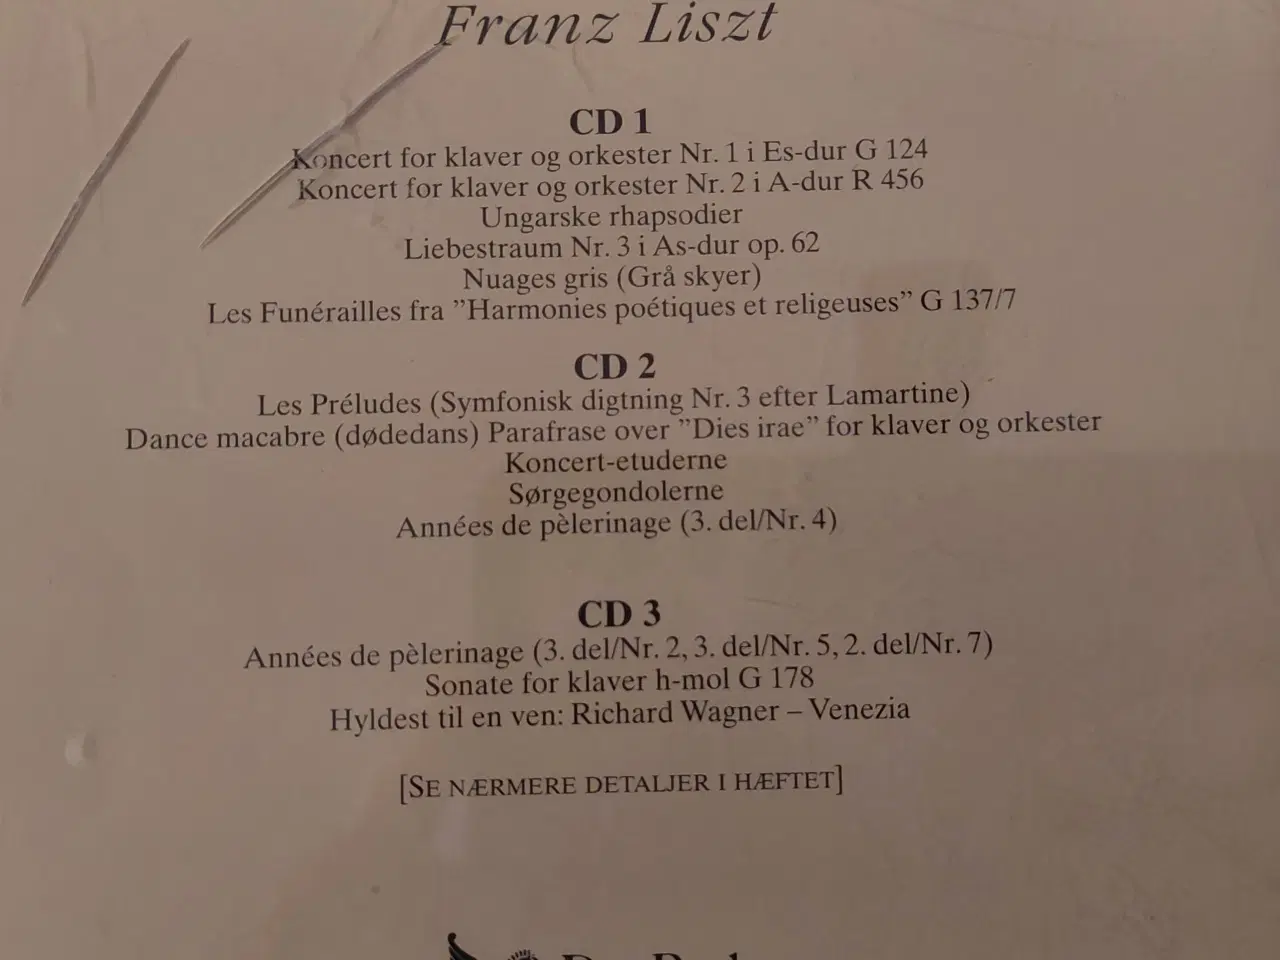 Franz Liszt
CD 1
Koncert for klaver og orkester Nr. 1 i Es-dur G 124
Koncert for klaver og orkester Nr. 2 i A-dur R 456
Ungarske rhapsodier
Liebestraum Nr. 3 i As-dur op. 62
Nuages gris (Grå skyer)
Les Funérailles fra ”Harmonies poétiques et religeuses” G 137/7
CD 2
Les Préludes (Symfonisk digtning Nr. 3 efter Lamartine)
Dance macabre (dødedans) Parafrase over ”Dies irae” for klaver og orkester
Koncert-etuderne
Sørgegondolerne
Années de pèlerinage (3. del/Nr. 4)
CD 3
Années de pèlerinage (3. del/Nr. 2, 3. del/Nr. 5, 2. del/Nr. 7)
Sonate for klaver h-mol G 178
Hyldest til en ven: Richard Wagner – Venezia
[SE NÆRMERE DETALJER I HÆFTET]